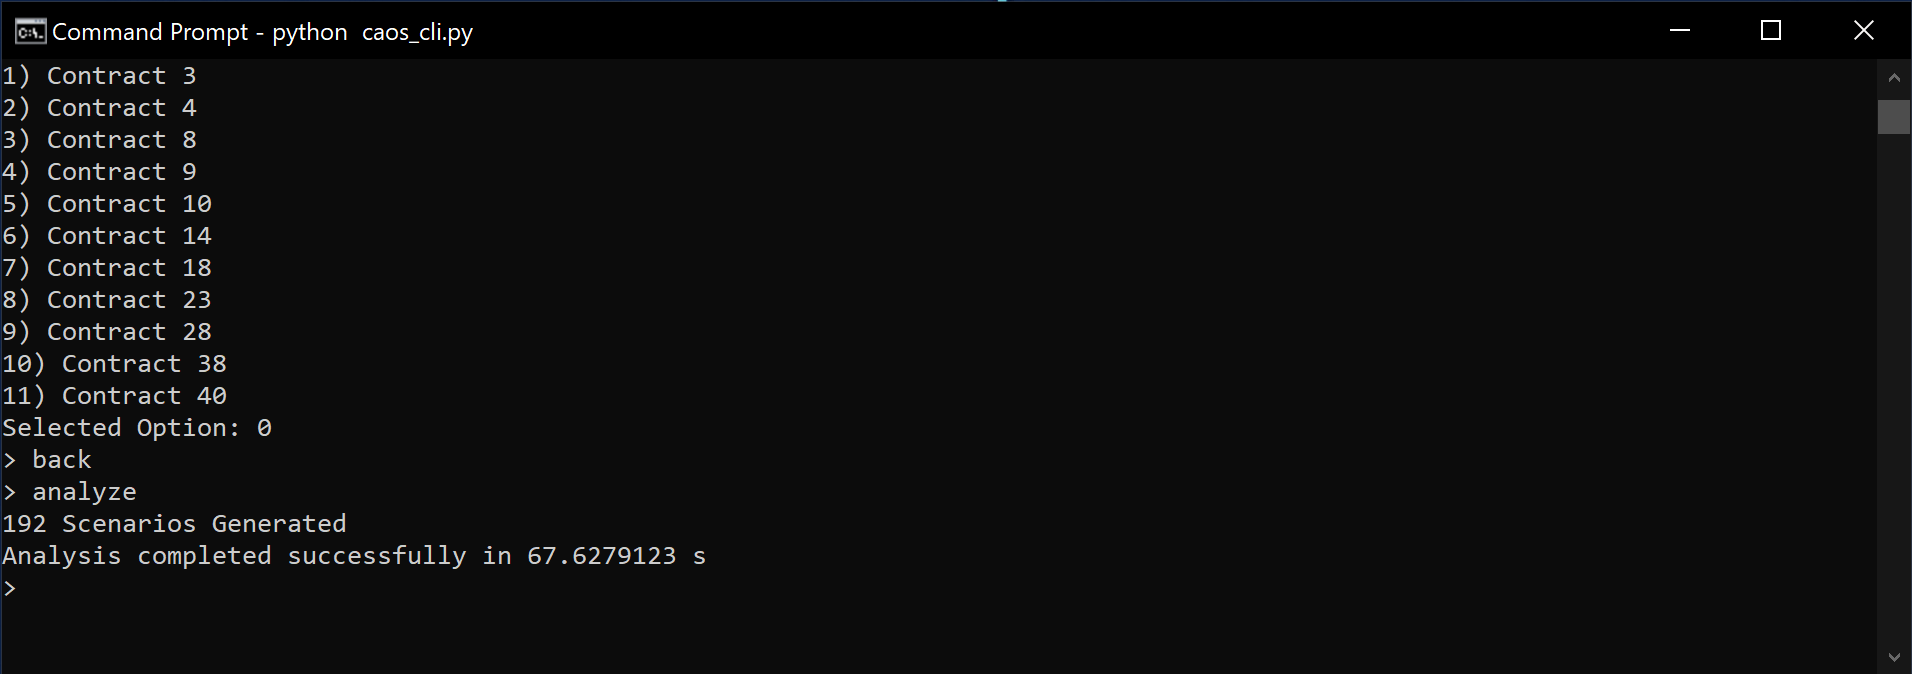 Command Prompt - python  caos_cli.py
1) Contract 3
2) Contract 4
3) Contract 8
4) Contract 9
5) Contract 10
6) Contract 14
7) Contract 18
8) Contract 23
9) Contract 28
10) Contract 38
11) Contract 40
Selected Option: 0
> back
> analyze
192 Scenarios Generated
Analysis completed successfully in 67.6279123 s
>